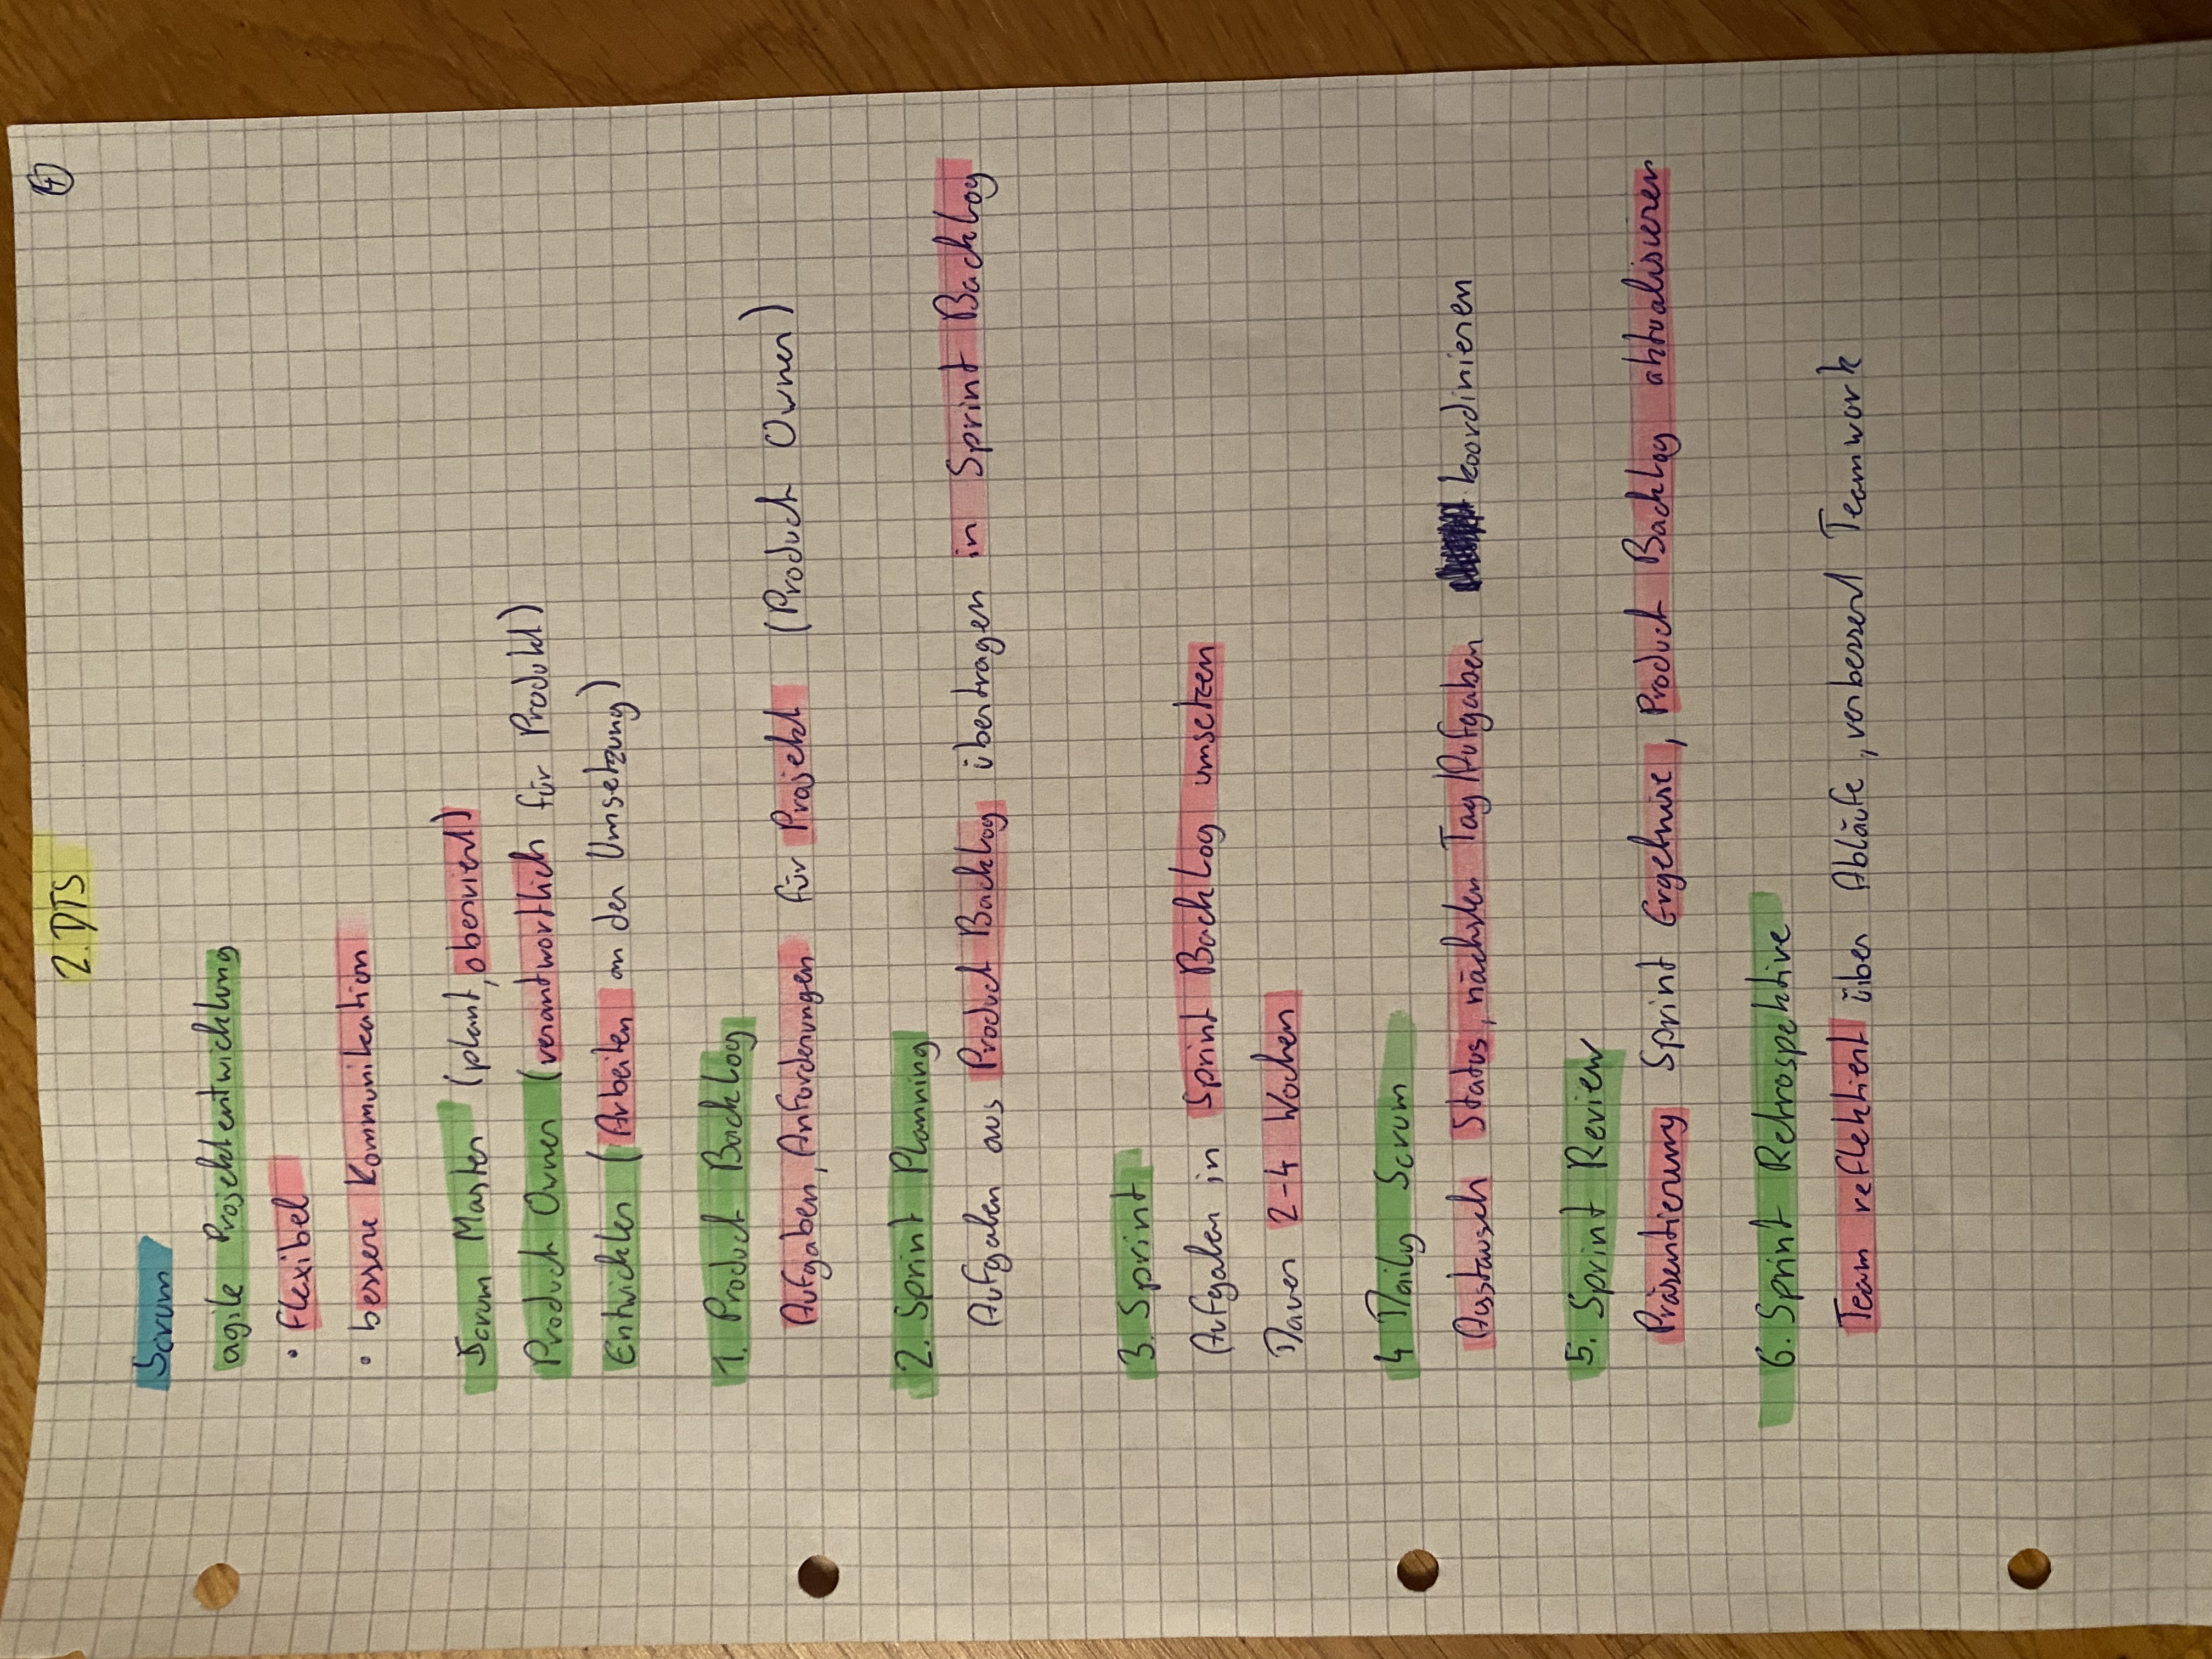 2. DTS
4
Scrum
agile Projektentwicklung
• flexibel
• bessere Kommunikation
Scrum Master (plant, observiert)
Product Owner (verantwortlich für Produkt)
Entwickler (Arbeiten an der Umsetzung)
1. Product Backlog
Aufgaben, Anforderungen für Projekt (Product Owner)
2. Sprint Planning
Aufgaben aus Product Backlog übertragen in Sprint Backlog
3. Sprint
Aufgaben in Sprint Backlog umsetzen
Dauer 2-4 Wochen
4 Daily Scrum
Austausch Status, nächsten Tag/Aufgaben koordinieren
5. Sprint Review
Präsentierung Sprint Ergebnise, Product Backlog aktualisieren
6. Sprint Retrospektive
Team reflektiert über Abläufe, verbessert Teamwork